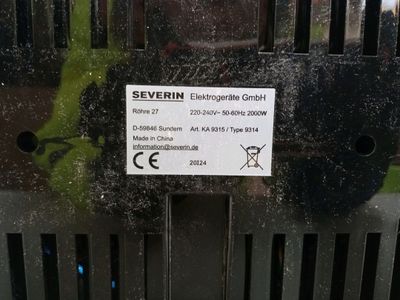 SEVERIN Elektrogeräte GmbH
Röhre 27 220-240V~ 50-60Hz 2000W
D-59846 Sundern Art. KA 9315 / Type 9314
Made in China
information@severin.de
CE 20I24